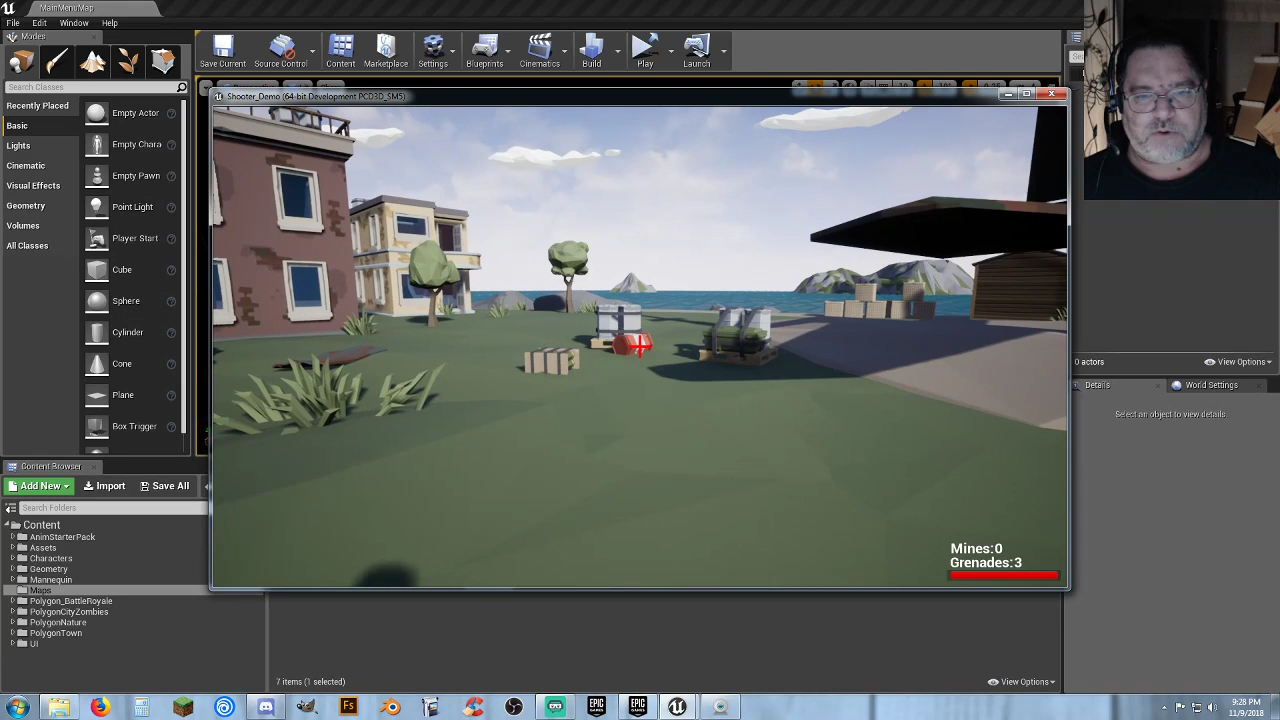 MainMenuMap
File Edit Window Help
Modes
Save Current Source Control Content Marketplace Settings Blueprints Cinematics Build Play Launch
Search Classes
Shooter_Demo (64-bit Development PCD3D_SM5)
Recently Placed
Basic
Lights
Cinematic
Visual Effects
Geometry
Volumes
All Classes
Empty Actor
Empty Chara
Empty Pawn
Point Light
Player Start
Cube
Sphere
Cylinder
Cone
Plane
Box Trigger
Mines:0
Grenades:3
0 actors View Options
Details World Settings
Select an object to view details.
Content Browser
Add New Import Save All
Search Folders
Content
AnimStarterPack
Assets
Characters
Geometry
Mannequin
Maps
Polygon_BattleRoyale
PolygonCityZombies
PolygonNature
PolygonTown
UI
7 items (1 selected) View Options
Fs
EPIC GAMES
EPIC GAMES
9:28 PM
11/9/2018